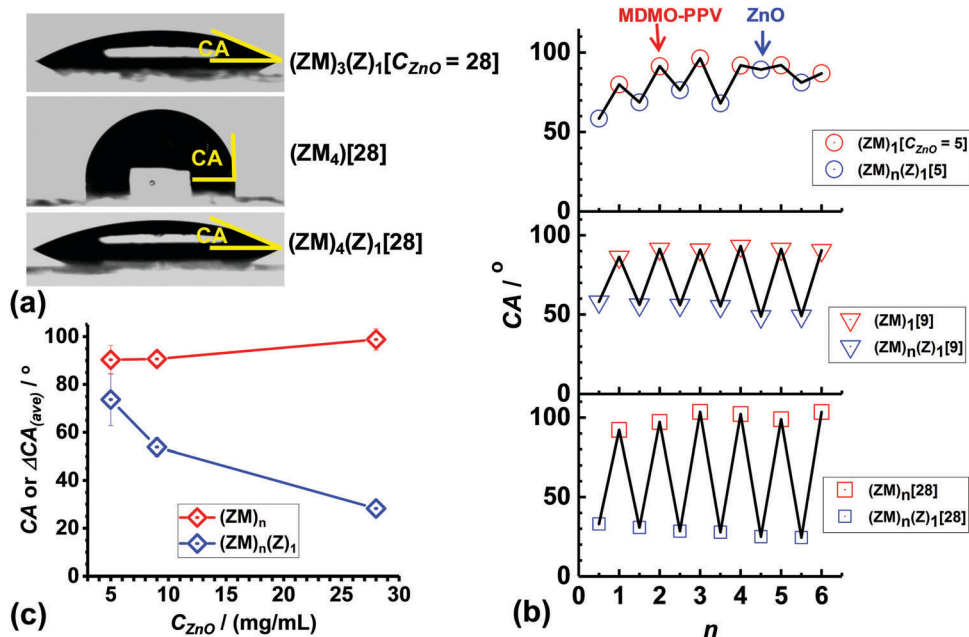 CA
(ZM)3(Z)1[CZnO = 28]
CA
(ZM4)[28]
CA
(ZM)4(Z)1[28]
(a)
100
80
60
40
20
0
CA or ΔCA(ave) / °
(ZM)n
(ZM)n(Z)1
5 10 15 20 25 30
CZnO / (mg/mL)
(c)
MDMO-PPV ZnO
100
50
0
(ZM)1[CZnO = 5]
(ZM)n(Z)1[5]
100
50
0
(ZM)1[9]
(ZM)n(Z)1[9]
100
50
0
(ZM)n[28]
(ZM)n(Z)1[28]
CA / °
0 1 2 3 4 5 6
n
(b)